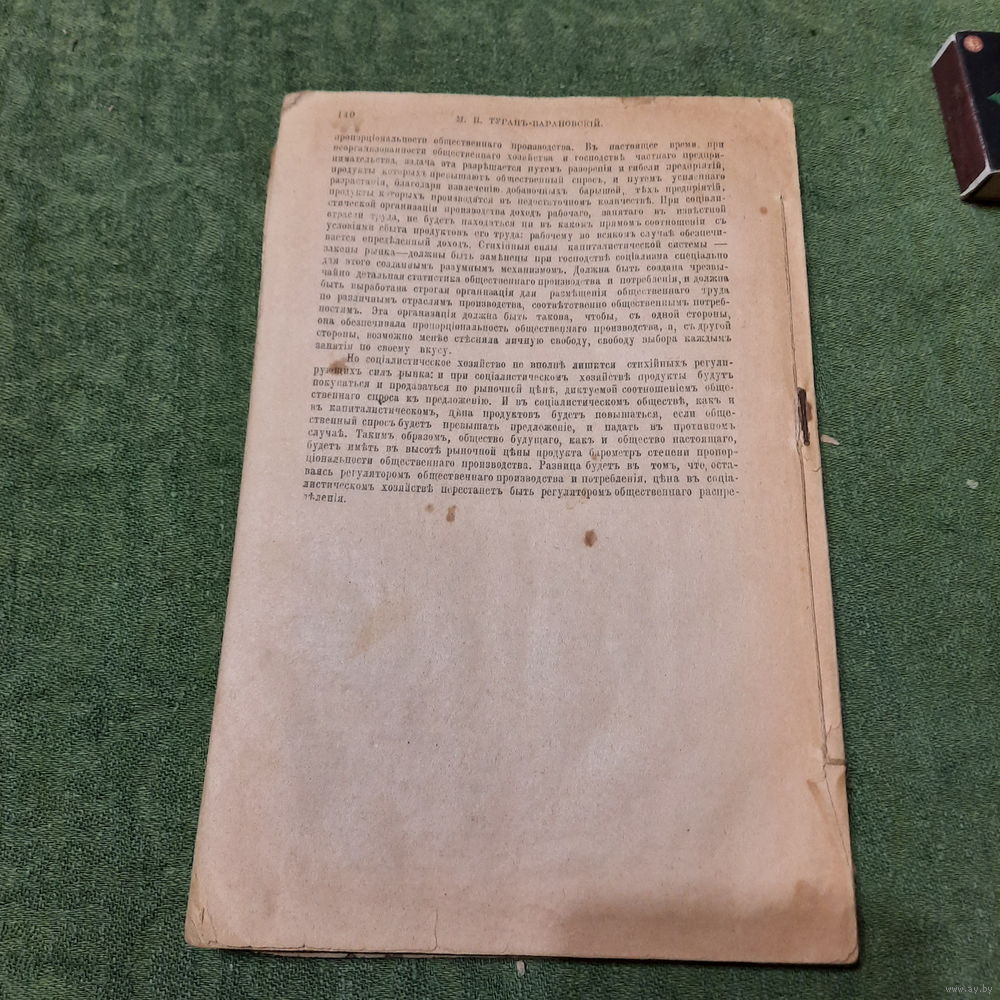 140
М. И. ТУГАНЪ-БАРАНОВСКІЙ.
пропорціональности общественнаго производства. Въ настоящее время, при
неорганизованности общественнаго хозяйства и господствѣ частнаго предпри-
нимательства, задача эта разрѣшается путемъ разоренія и гибели предпріятій,
продукты которыхъ превышаютъ общественный спросъ, и путемъ усиленнаго
разрастанія, благодаря извлеченію добавочныхъ барышей, тѣхъ предпріятій,
продукты которыхъ производятся въ недостаточномъ количествѣ. При соціали-
стической организаціи производства доходъ рабочаго, занятаго въ извѣстной
отрасли труда, не будетъ находиться ни въ какомъ прямомъ соотношеніи съ
условіями сбыта продуктовъ его труда: рабочему во всякомъ случаѣ обезпечи-
вается опредѣленный доходъ. Стихійныя силы капиталистической системы —
законы рынка—должны быть замѣнены при господствѣ соціализма спеціально
для этого созданнымъ разумнымъ механизмомъ. Должна быть создана чрезвы-
чайно детальная статистика общественнаго производства и потребленія, и должна
быть выработана строгая организація для размѣщенія общественнаго труда
по различнымъ отраслямъ производства, соотвѣтственно общественнымъ потреб-
ностямъ. Эта организація должна быть такова, чтобы, съ одной стороны,
она обезпечивала пропорціональность общественнаго производства, а, съ другой
стороны, возможно менѣе стѣсняла личную свободу, свободу выбора каждымъ
занятія по своему вкусу.
Но соціалистическое хозяйство не вполнѣ лишится стихійныхъ регули-
рующихъ силъ рынка: и при соціалистическомъ хозяйствѣ продукты будутъ
покупаться и продаваться по рыночной цѣнѣ, диктуемой соотношеніемъ обще-
ственнаго спроса къ предложенію. И въ соціалистическомъ обществѣ, какъ и
въ капиталистическомъ, цѣна продуктовъ будетъ повышаться, если обще-
ственный спросъ будетъ превышать предложеніе, и падать въ противномъ
случаѣ. Такимъ образомъ, общество будущаго, какъ и общество настоящаго,
будетъ имѣть въ высотѣ рыночной цѣны продукта барометръ степени пропор-
ціональности общественнаго производства. Разница будетъ въ томъ, что, оста-
ваясь регуляторомъ общественнаго производства и потребленія, цѣна въ соціа-
листическомъ хозяйствѣ перестанетъ быть регуляторомъ общественнаго распре-
дѣленія.
www.ay.by